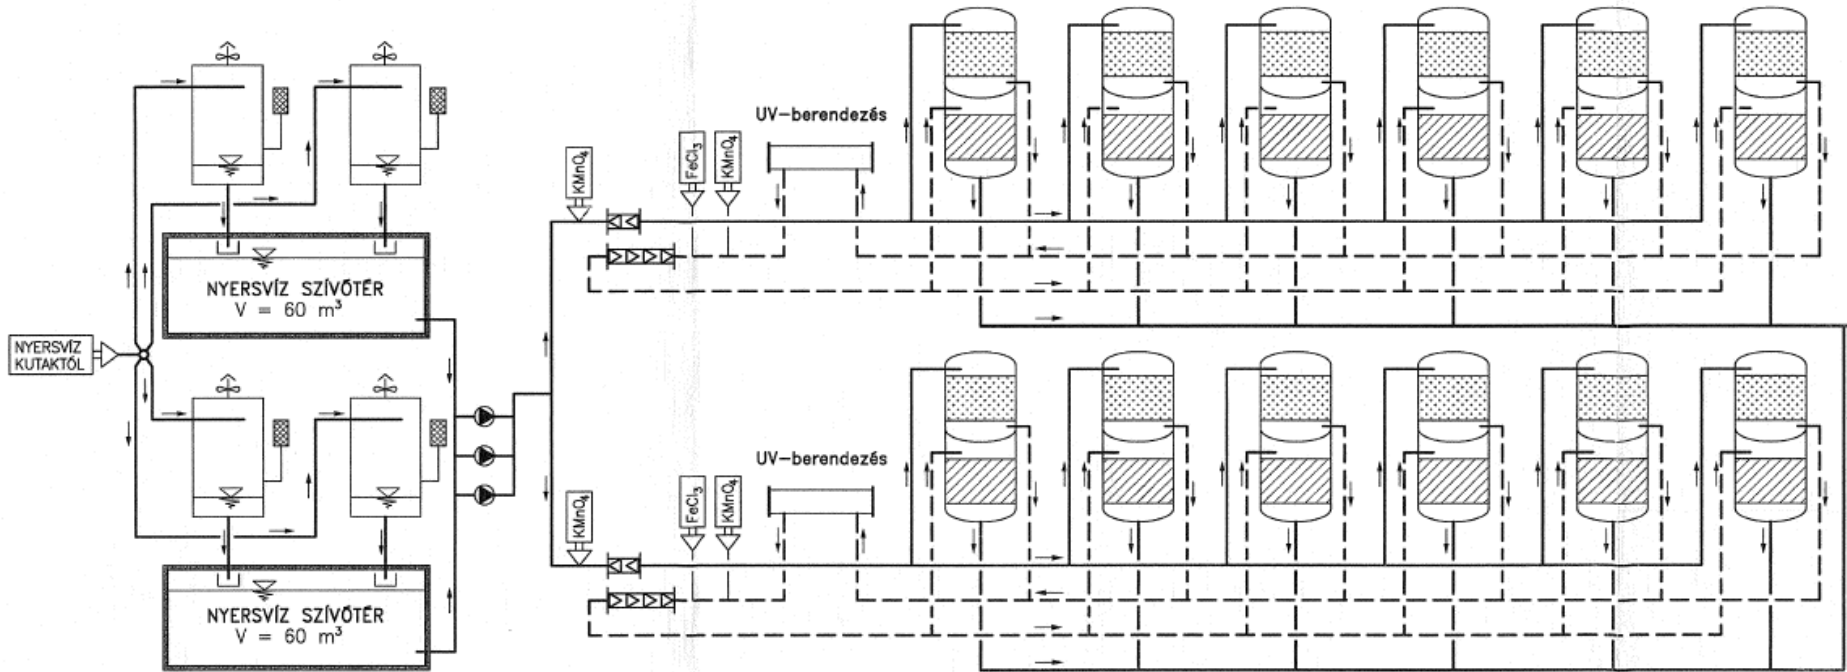 UV-berendezés
KMnO₄
FeCl₃
KMnO₄
NYERSVÍZ SZÍVÓTÉR
V = 60 m³
NYERSVÍZ
KUTAKTÓL
UV-berendezés
KMnO₄
FeCl₃
KMnO₄
NYERSVÍZ SZÍVÓTÉR
V = 60 m³